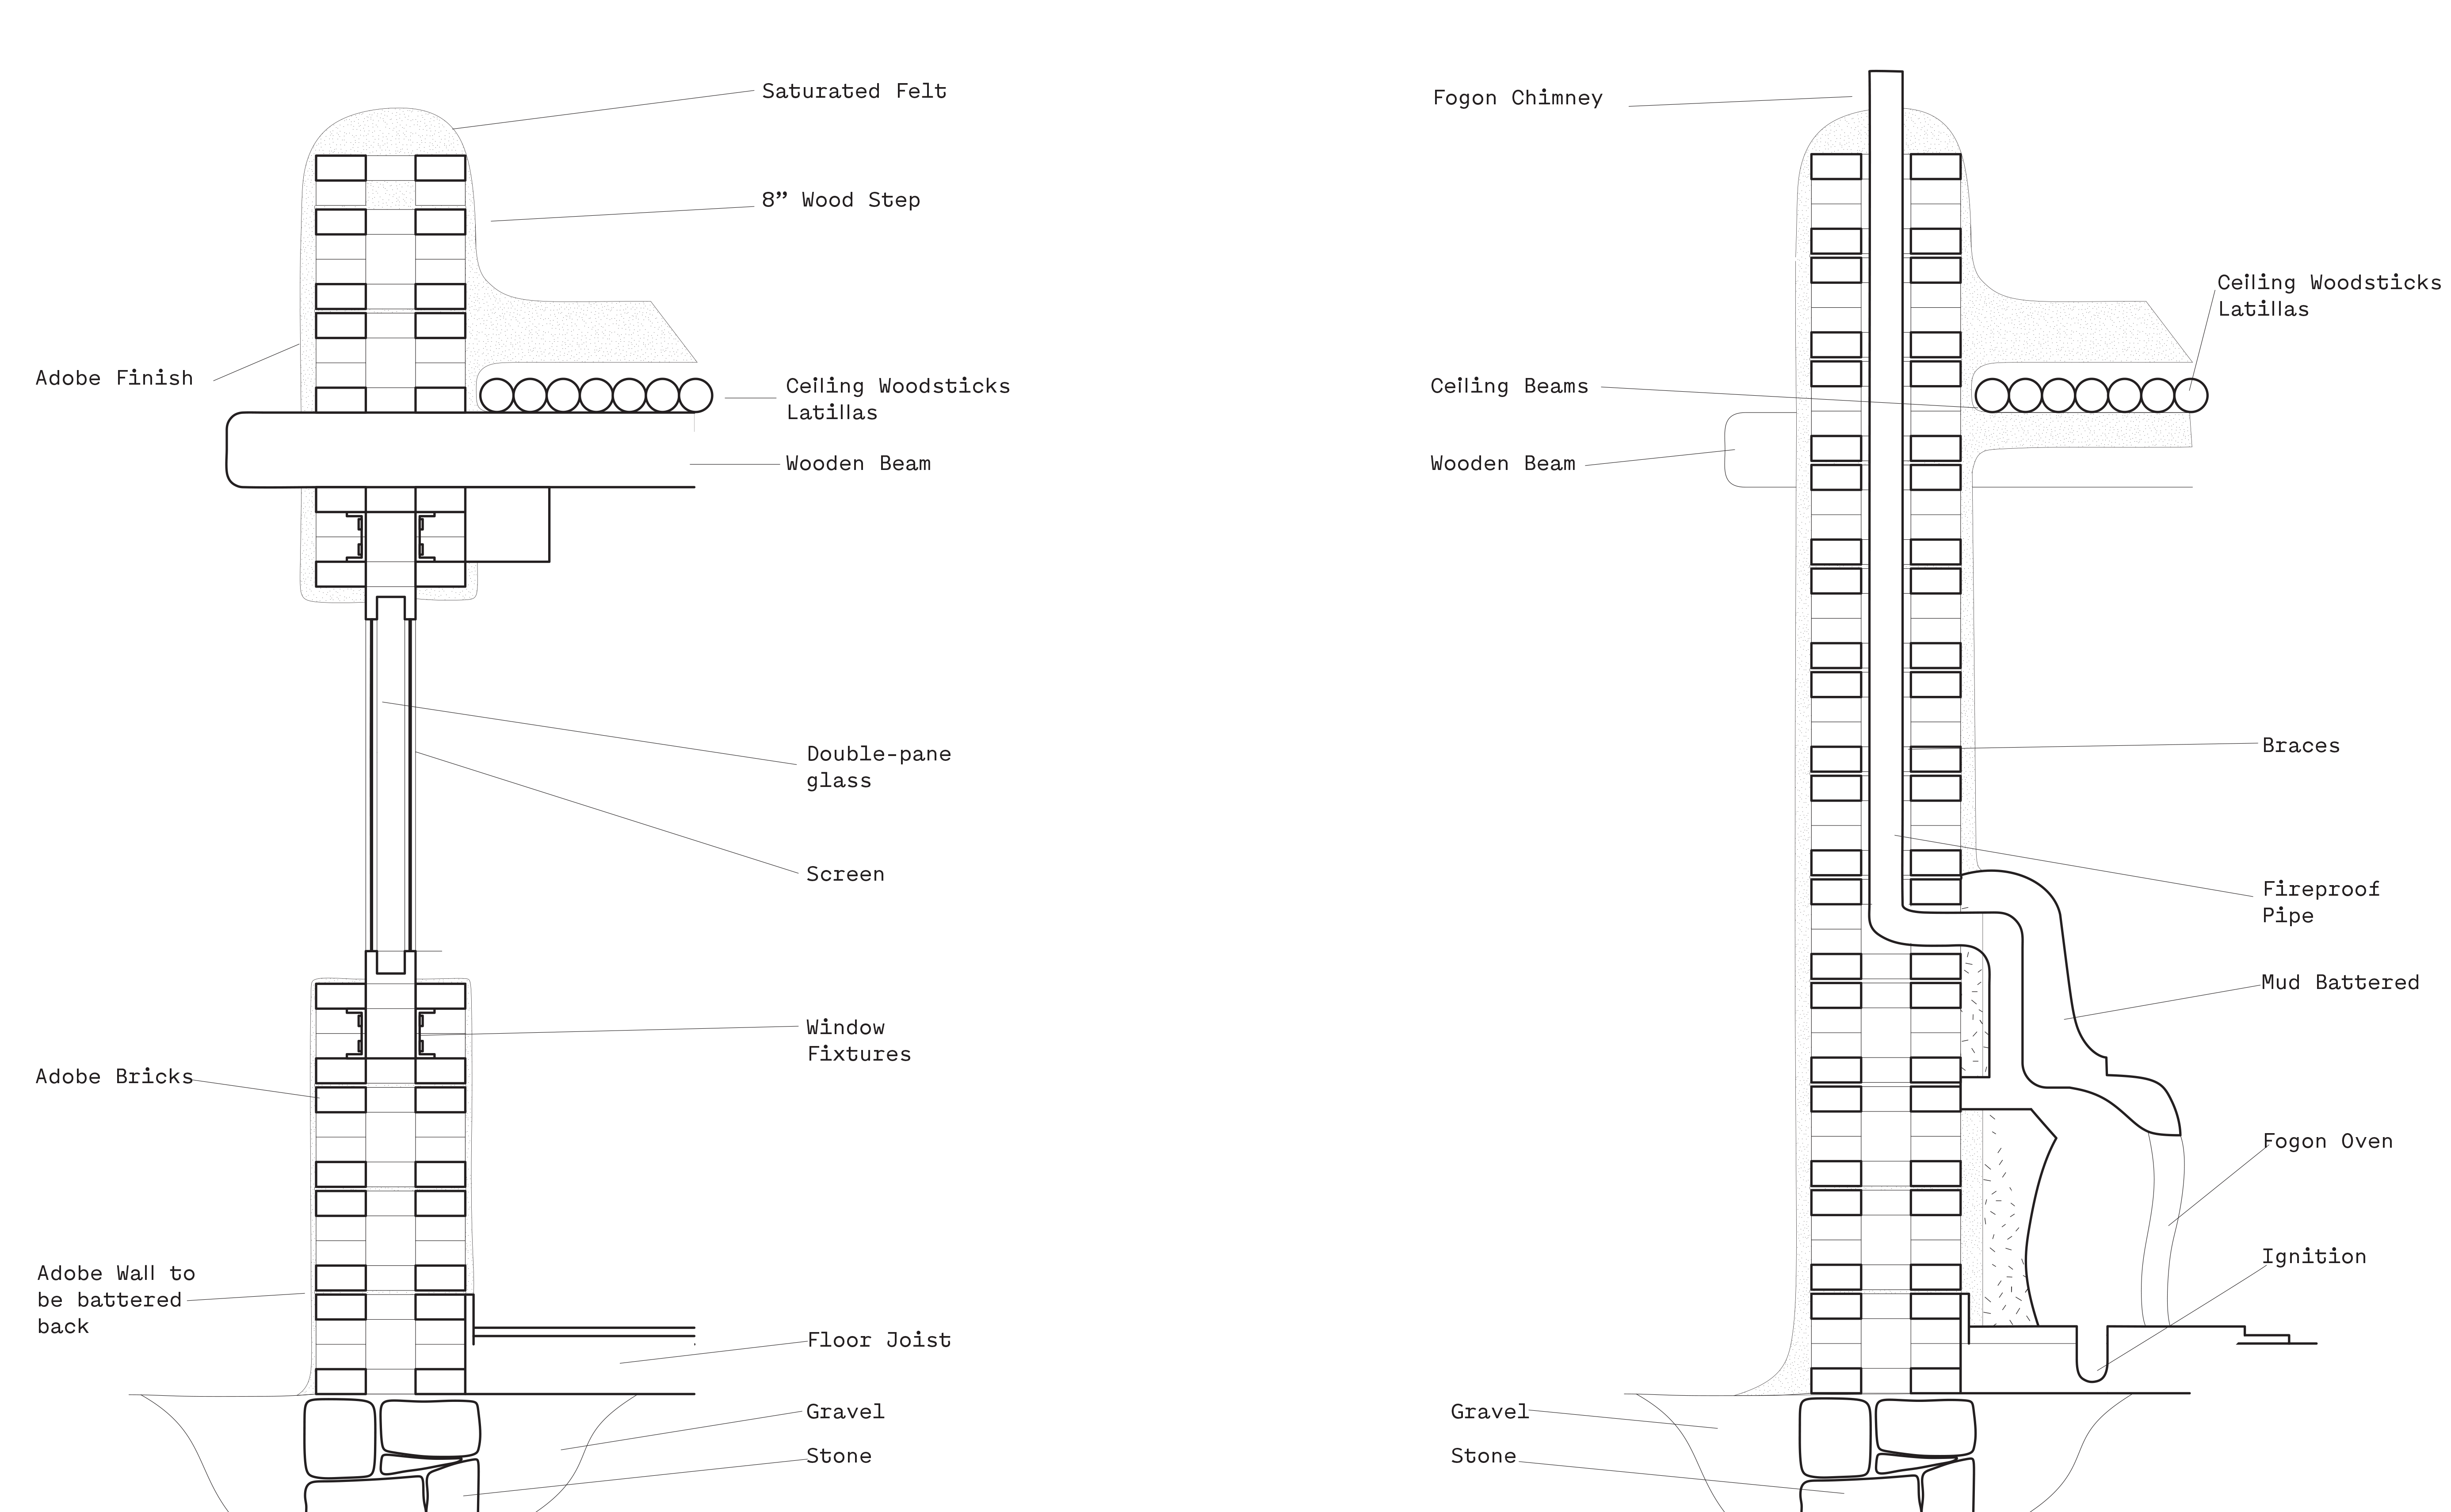 Saturated Felt
8” Wood Step
Adobe Finish
Ceiling Woodsticks
Latillas
Wooden Beam
Double-pane
glass
Screen
Window
Fixtures
Adobe Bricks
Adobe Wall to
be battered
back
Floor Joist
Gravel
Stone
Fogon Chimney
Ceiling Woodsticks
Latillas
Ceiling Beams
Wooden Beam
Braces
Fireproof
Pipe
Mud Battered
Fogon Oven
Ignition
Gravel
Stone